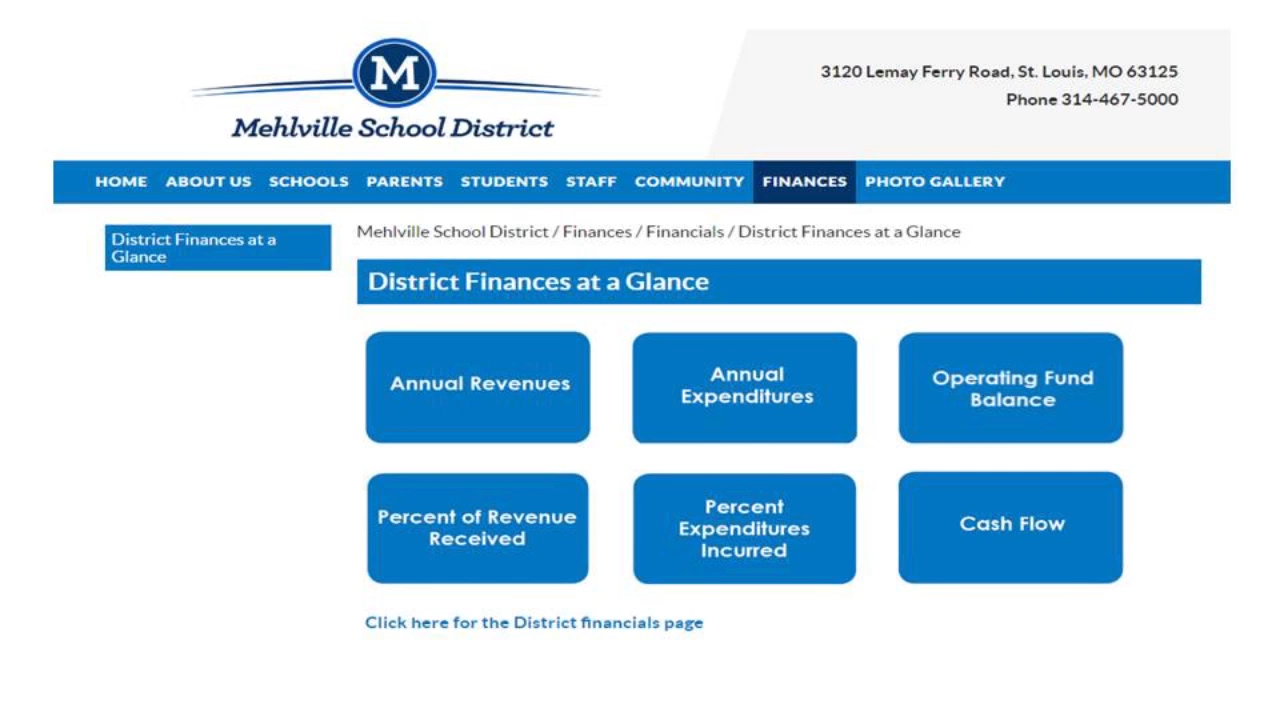 M
Mehlville School District
3120 Lemay Ferry Road, St. Louis, MO 63125
Phone 314-467-5000
HOME ABOUT US SCHOOLS PARENTS STUDENTS STAFF COMMUNITY FINANCES PHOTO GALLERY
District Finances at a
Glance
Mehlville School District / Finances / Financials / District Finances at a Glance
District Finances at a Glance
Annual Revenues
Annual
Expenditures
Operating Fund
Balance
Percent of Revenue
Received
Percent
Expenditures
Incurred
Cash Flow
Click here for the District financials page